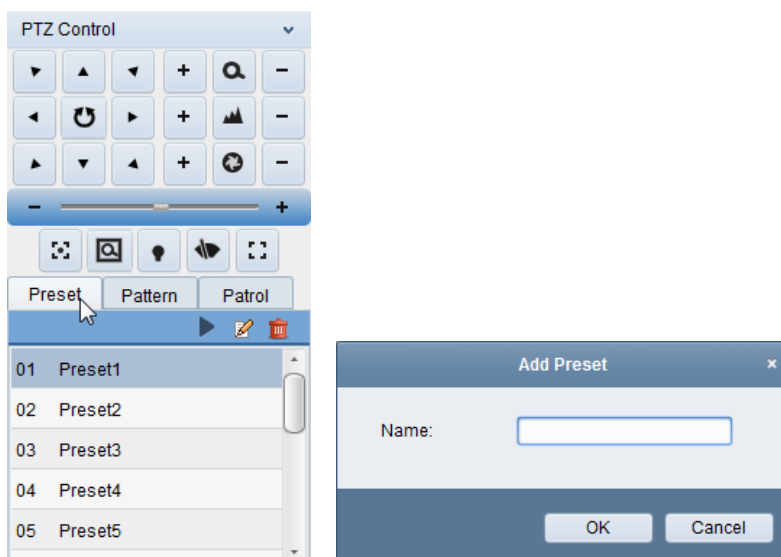 PTZ Control
Preset Pattern Patrol
01 Preset1
02 Preset2
03 Preset3
04 Preset4
05 Preset5
Add Preset
Name:
OK Cancel